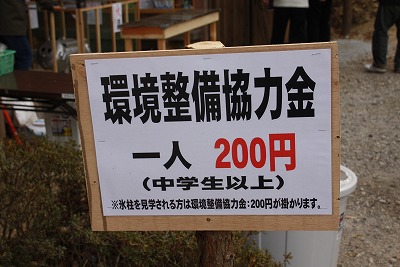 環境整備協力金
一人 200円
(中学生以上)
※氷柱を見学される方は環境整備協力金:200円が掛かります。